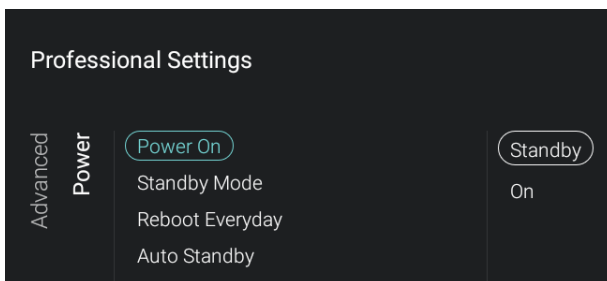 Professional Settings
Advanced
Power
Power On
Standby Mode
Reboot Everyday
Auto Standby
Standby
On